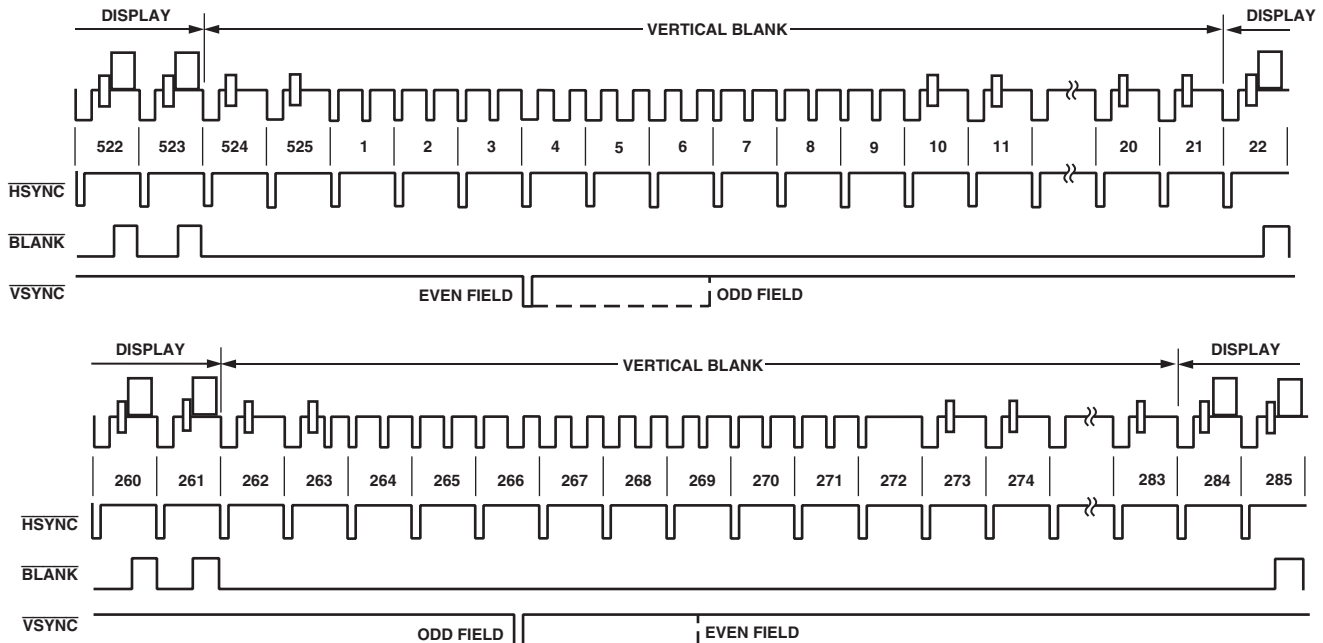 DISPLAY VERTICAL BLANK DISPLAY
522 523 524 525 1 2 3 4 5 6 7 8 9 10 11 20 21 22
HSYNC
BLANK
VSYNC
EVEN FIELD ODD FIELD
DISPLAY VERTICAL BLANK DISPLAY
260 261 262 263 264 265 266 267 268 269 270 271 272 273 274 283 284 285
HSYNC
BLANK
VSYNC
ODD FIELD EVEN FIELD